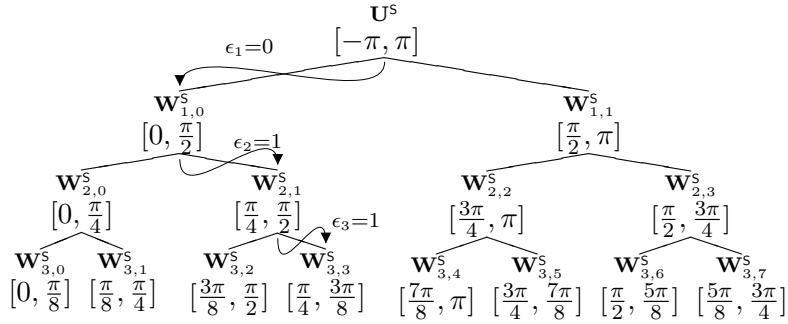 U^S
[−π, π]
ϵ₁=0
W^S_{1,0} W^S_{1,1}
[0, π/2] [π/2, π]
ϵ₂=1
W^S_{2,0} W^S_{2,1} W^S_{2,2} W^S_{2,3}
[0, π/4] [π/4, π/2] [3π/4, π] [π/2, 3π/4]
ϵ₃=1
W^S_{3,0} W^S_{3,1} W^S_{3,2} W^S_{3,3} W^S_{3,4} W^S_{3,5} W^S_{3,6} W^S_{3,7}
[0, π/8] [π/8, π/4] [3π/8, π/2] [π/4, 3π/8] [7π/8, π] [3π/4, 7π/8] [π/2, 5π/8] [5π/8, 3π/4]